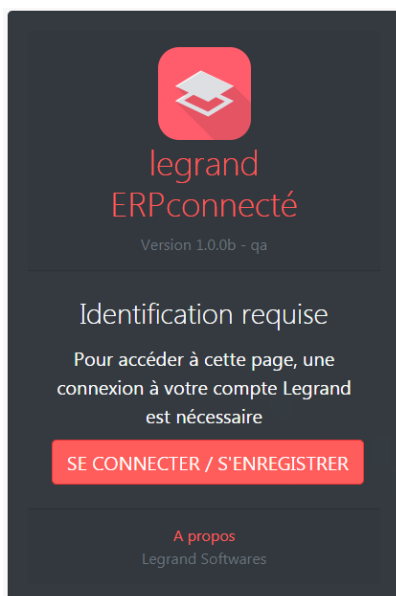 legrand
ERPconnecté
Version 1.0.0b - qa
Identification requise
Pour accéder à cette page, une
connexion à votre compte Legrand
est nécessaire
SE CONNECTER / S'ENREGISTRER
A propos
Legrand Softwares